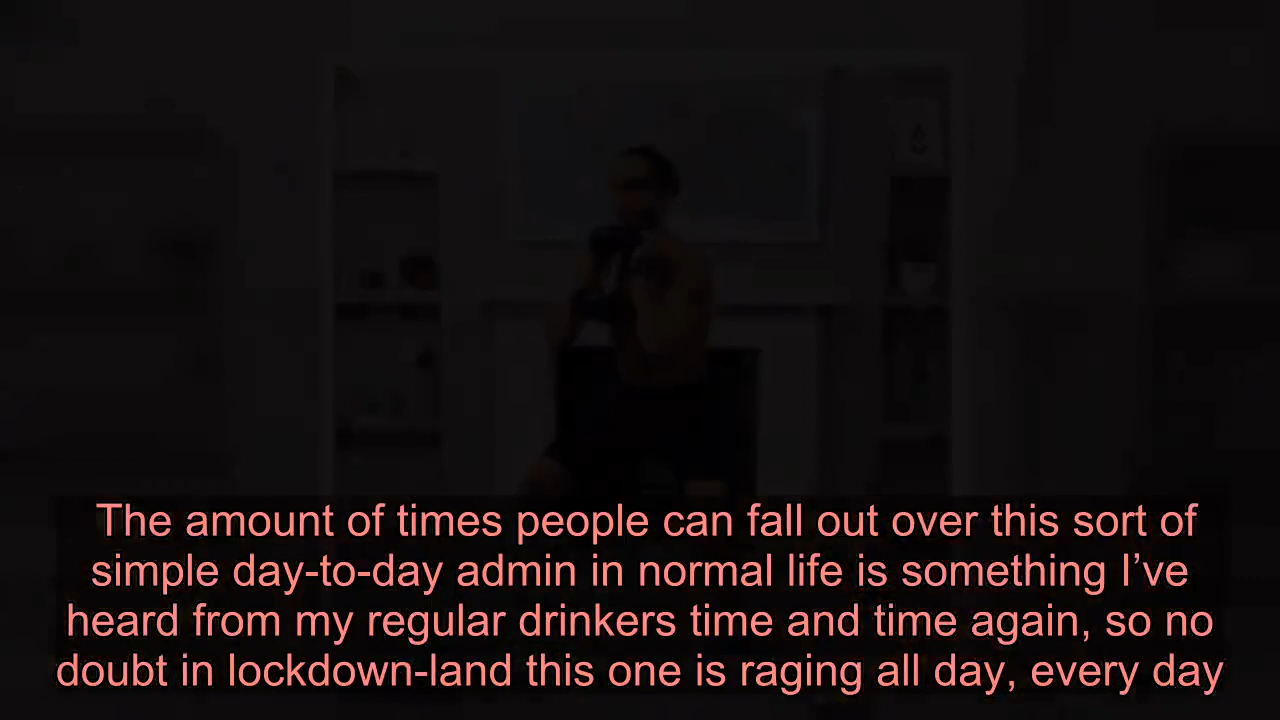 The amount of times people can fall out over this sort of
simple day-to-day admin in normal life is something I’ve
heard from my regular drinkers time and time again, so no
doubt in lockdown-land this one is raging all day, every day